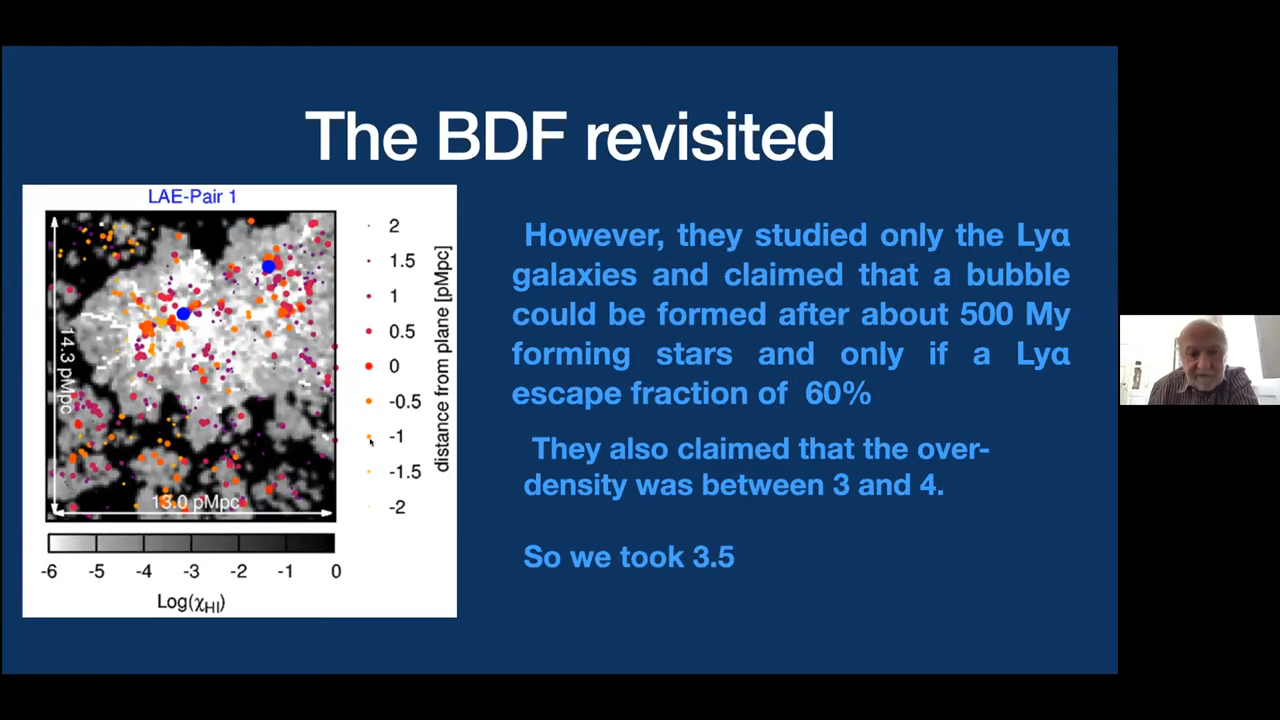 The BDF revisited
LAE-Pair 1
14.3 pMpc
13.0 pMpc
2
1.5
1
0.5
0
-0.5
-1
-1.5
-2
distance from plane [pMpc]
-6 -5 -4 -3 -2 -1 0
Log(χHI)
However, they studied only the Lyα
galaxies and claimed that a bubble
could be formed after about 500 My
forming stars and only if a Lyα
escape fraction of 60%
They also claimed that the over-
density was between 3 and 4.
So we took 3.5